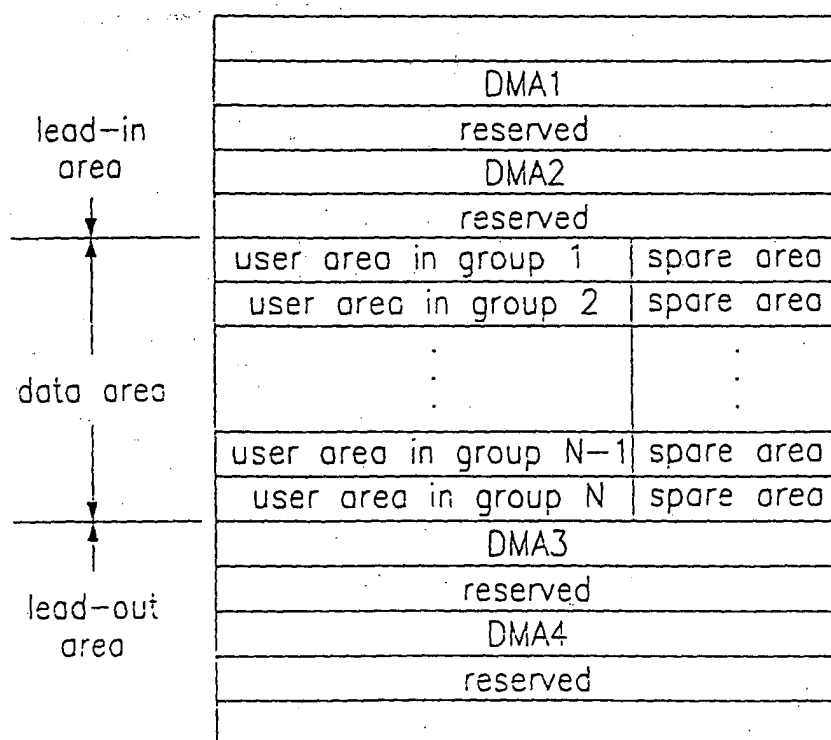 DMA1
reserved
DMA2
reserved
lead-in
area
user area in group 1 spare area
user area in group 2 spare area
data area
user area in group N-1 spare area
user area in group N spare area
DMA3
reserved
DMA4
reserved
lead-out
area